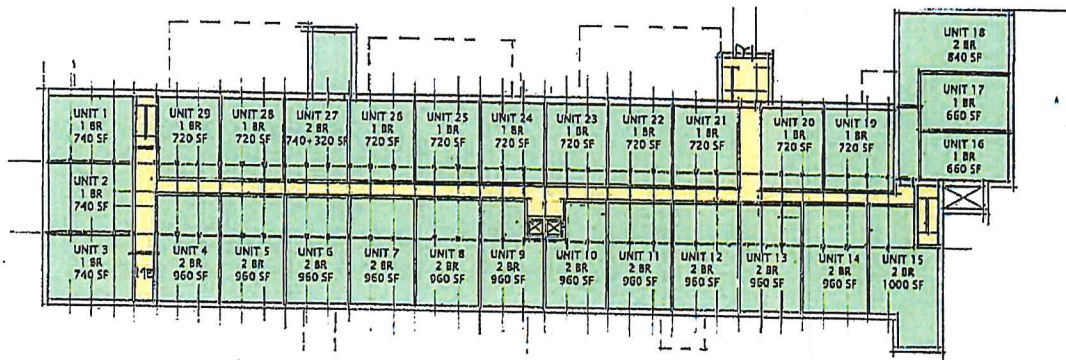 UNIT 18
2 BR
840 SF
UNIT 17
1 BR
660 SF
UNIT 16
1 BR
660 SF
UNIT 1
1 BR
740 SF
UNIT 29
1 BR
720 SF
UNIT 28
1 BR
720 SF
UNIT 27
2 BR
740+320 SF
UNIT 26
1 BR
720 SF
UNIT 25
1 BR
720 SF
UNIT 24
1 BR
720 SF
UNIT 23
1 BR
720 SF
UNIT 22
1 BR
720 SF
UNIT 21
1 BR
720 SF
UNIT 20
1 BR
720 SF
UNIT 19
1 BR
720 SF
UNIT 2
1 BR
740 SF
UNIT 3
1 BR
740 SF
UNIT 4
2 BR
960 SF
UNIT 5
2 BR
960 SF
UNIT 6
2 BR
960 SF
UNIT 7
2 BR
960 SF
UNIT 8
2 BR
960 SF
UNIT 9
2 BR
960 SF
UNIT 10
2 BR
960 SF
UNIT 11
2 BR
960 SF
UNIT 12
2 BR
960 SF
UNIT 13
2 BR
960 SF
UNIT 14
2 BR
960 SF
UNIT 15
2 BR
1000 SF